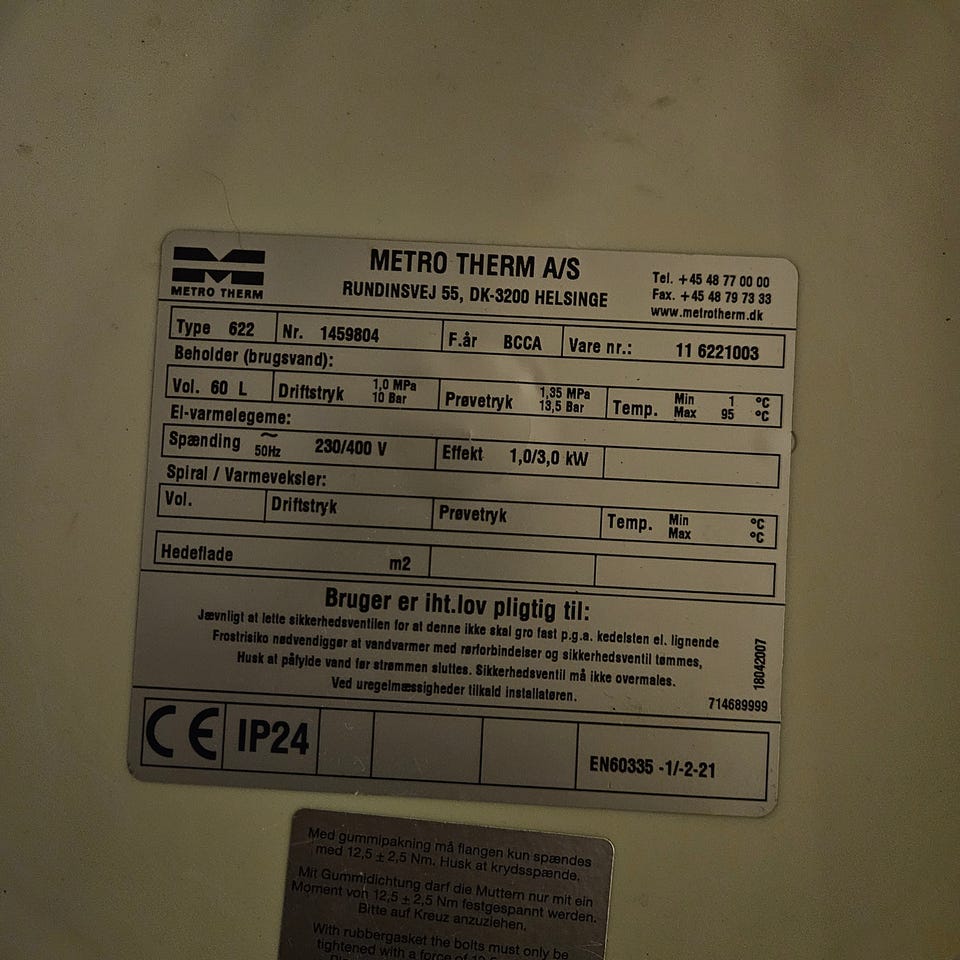 METRO THERM
METRO THERM A/S
RUNDINSVEJ 55, DK-3200 HELSINGE
Tel. +45 48 77 00 00
Fax. +45 48 79 73 33
www.metrotherm.dk
Type 622 Nr. 1459804 F.år BCCA Vare nr.: 11 6221003
Beholder (brugsvand):
Vol. 60 L Driftstryk 1,0 MPa 10 Bar Prøvetryk 1,35 MPa 13,5 Bar Temp. Min 1 °C Max 95 °C
El-varmelegeme:
Spænding ~ 50Hz 230/400 V Effekt 1,0/3,0 kW
Spiral / Varmeveksler:
Vol. Driftstryk Prøvetryk Temp. Min °C Max °C
Hedeflade m2
Bruger er iht.lov pligtig til:
Jævnligt at lette sikkerhedsventilen for at denne ikke skal gro fast p.g.a. kedelsten el. lignende
Frostrisiko nødvendiggør at vandvarmer med rørforbindelser og sikkerhedsventil tømmes,
Husk at påfylde vand før strømmen sluttes. Sikkerhedsventil må ikke overmales.
Ved uregelmæssigheder tilkald installatøren.
18042007
714689999
CE IP24 EN60335 -1/-2-21
Med gummipakning må flangen kun spændes
med 12,5 ± 2,5 Nm. Husk at krydsspænde.
Mit Gummidichtung darf die Muttern nur mit ein
Moment von 12,5 ± 2,5 Nm festgespannt werden.
Bitte auf Kreuz anzuziehen.
With rubbergasket the bolts must only be
tightened with a force of